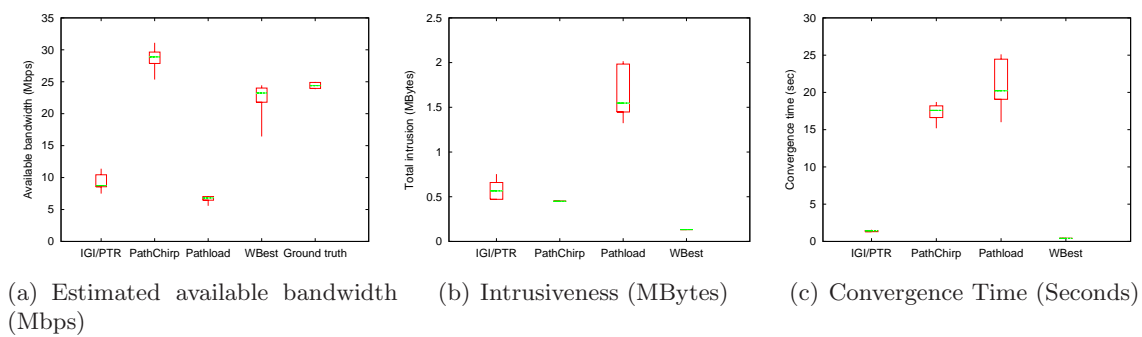 35
30
25
20
15
10
5
0
Available bandwidth (Mbps)
IGI/PTR PathChirp Pathload WBest Ground truth
2.5
2
1.5
1
0.5
0
Total intrusion (MBytes)
IGI/PTR PathChirp Pathload WBest
30
25
20
15
10
5
0
Convergence time (sec)
IGI/PTR PathChirp Pathload WBest
(a) Estimated available bandwidth
(Mbps)
(b) Intrusiveness (MBytes)
(c) Convergence Time (Seconds)